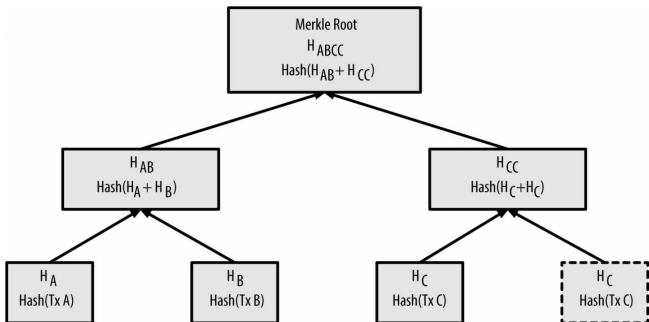 Merkle Root
H ABCC
Hash(H AB + H CC)
H AB
Hash(H A + H B)
H CC
Hash(H C+H C)
H A
Hash(Tx A)
H B
Hash(Tx B)
H C
Hash(Tx C)
H C
Hash(Tx C)